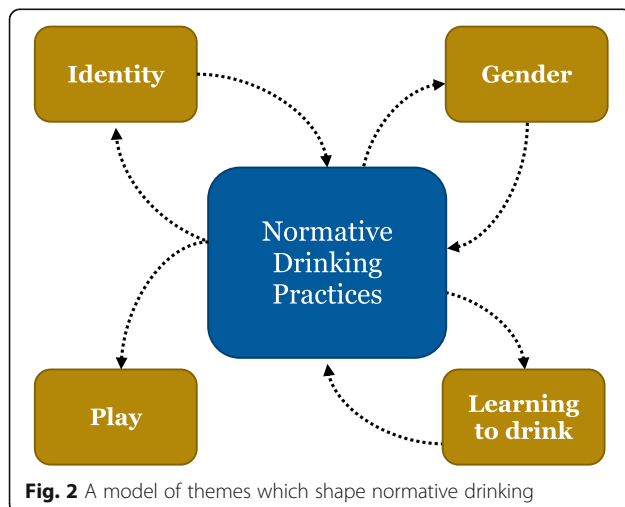 Identity
Gender
Normative
Drinking
Practices
Play
Learning
to drink
Fig. 2 A model of themes which shape normative drinking